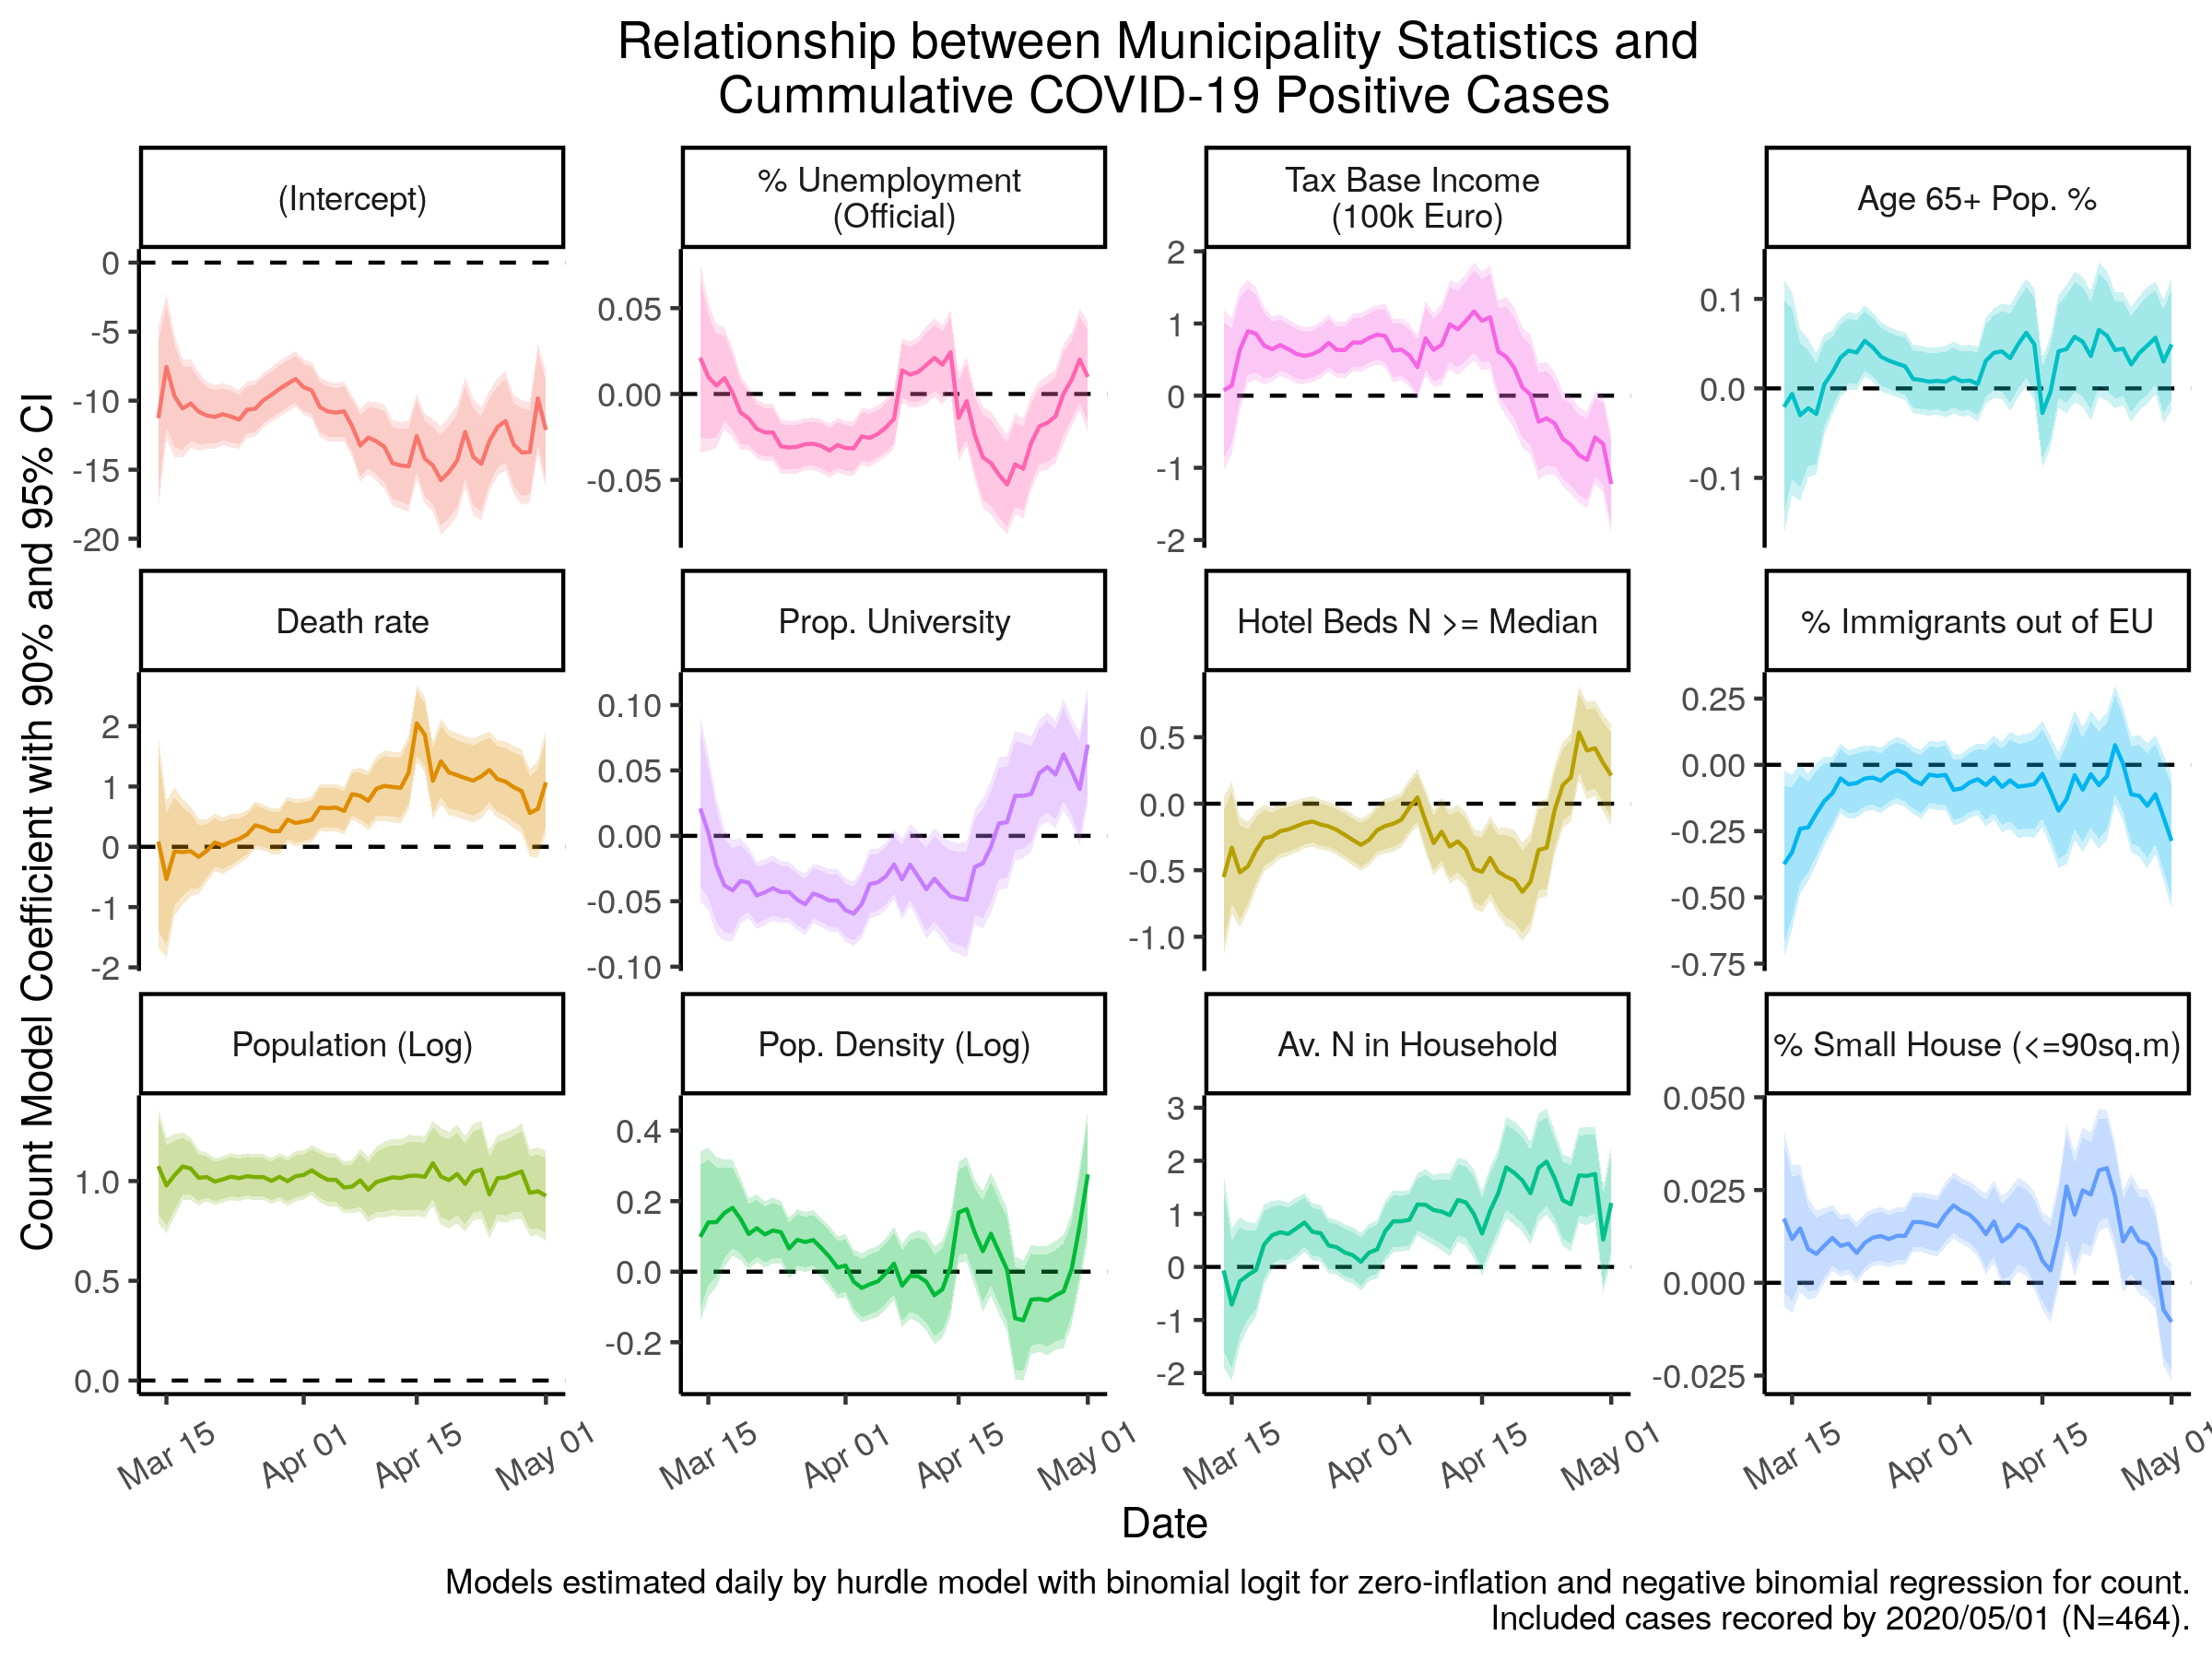 Relationship between Municipality Statistics and
Cummulative COVID-19 Positive Cases
Count Model Coefficient with 90% and 95% CI
(Intercept)
0
-5
-10
-15
-20
% Unemployment
(Official)
0.05
0.00
-0.05
Tax Base Income
(100k Euro)
2
1
0
-1
-2
Age 65+ Pop. %
0.1
0.0
-0.1
Death rate
2
1
0
-1
-2
Prop. University
0.10
0.05
0.00
-0.05
-0.10
Hotel Beds N >= Median
0.5
0.0
-0.5
-1.0
% Immigrants out of EU
0.25
0.00
-0.25
-0.50
-0.75
Population (Log)
1.0
0.5
0.0
Pop. Density (Log)
0.4
0.2
0.0
-0.2
Av. N in Household
3
2
1
0
-1
-2
% Small House (<=90sq.m)
0.050
0.025
0.000
-0.025
Mar 15 Apr 01 Apr 15 May 01
Mar 15 Apr 01 Apr 15 May 01
Mar 15 Apr 01 Apr 15 May 01
Mar 15 Apr 01 Apr 15 May 01
Date
Models estimated daily by hurdle model with binomial logit for zero-inflation and negative binomial regression for count.
Included cases recored by 2020/05/01 (N=464).